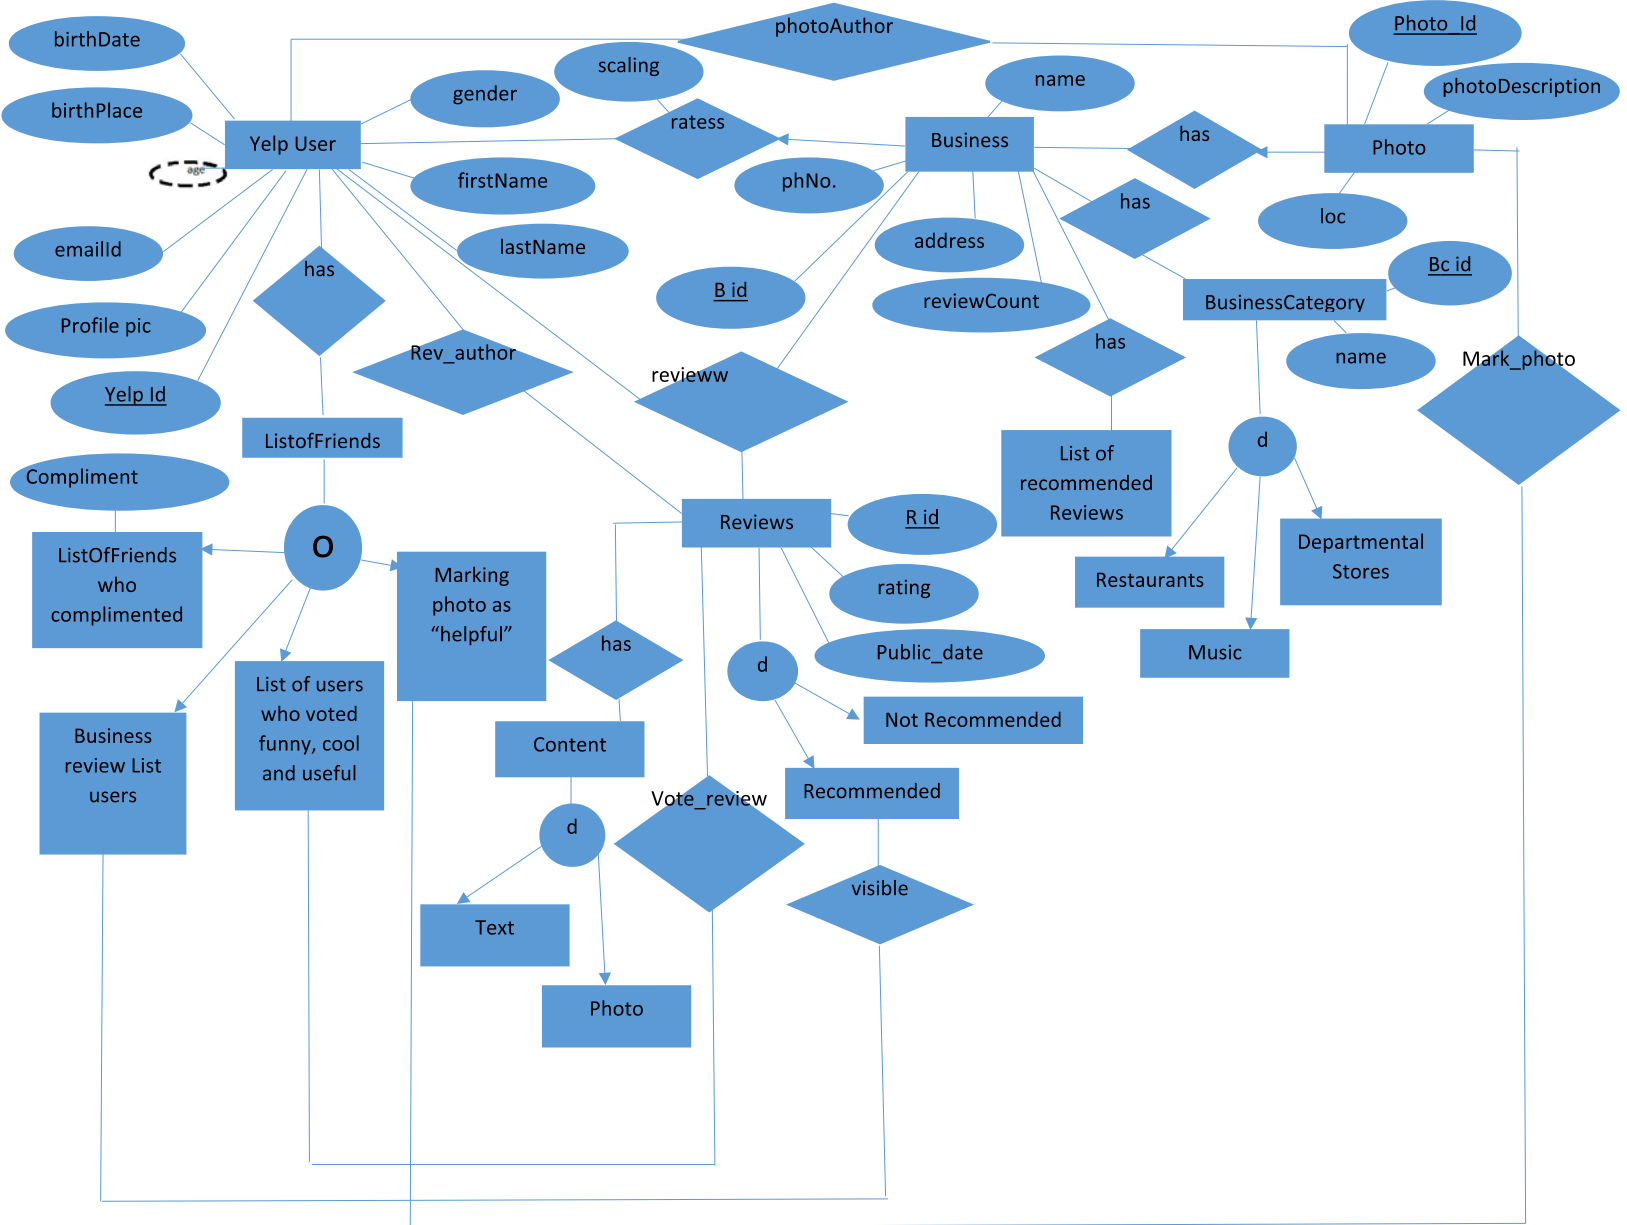 photoAuthor
Photo_Id
birthDate
scaling
name
gender
photoDescription
birthPlace
ratess
has
Yelp User
Business
Photo
age
firstName
phNo.
has
loc
emailId
lastName
address
Bc id
has
B id
reviewCount
BusinessCategory
Profile pic
Rev_author
has
name
Mark_photo
revieww
Yelp Id
ListofFriends
d
List of
recommended
Reviews
Compliment
Reviews
R id
O
ListOfFriends
who
complimented
Marking
photo as
“helpful”
Departmental
Stores
Restaurants
rating
has
Public_date
Music
d
List of users
who voted
funny, cool
and useful
Not Recommended
Business
review List
users
Content
Vote_review
Recommended
d
visible
Text
Photo